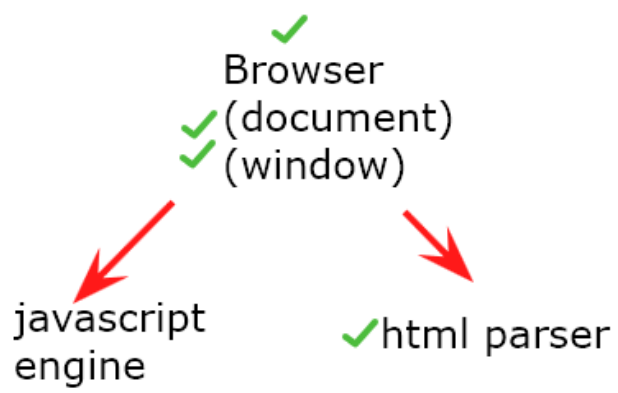 Browser
(document)
(window)
javascript
engine
html parser